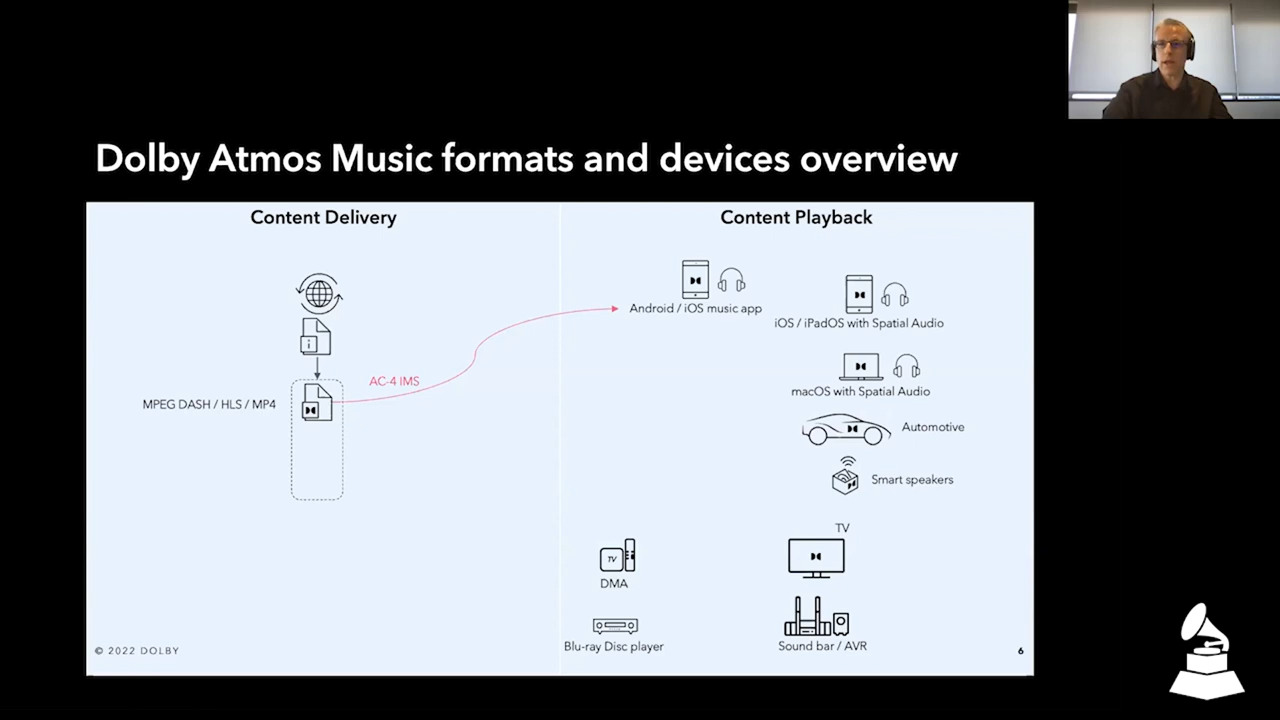 Dolby Atmos Music formats and devices overview
Content Delivery
Content Playback
Android / iOS music app
iOS / iPadOS with Spatial Audio
i
AC-4 IMS
macOS with Spatial Audio
MPEG DASH / HLS / MP4
Automotive
Smart speakers
TV
TV
DMA
Blu-ray Disc player
Sound bar / AVR
© 2022 DOLBY
6